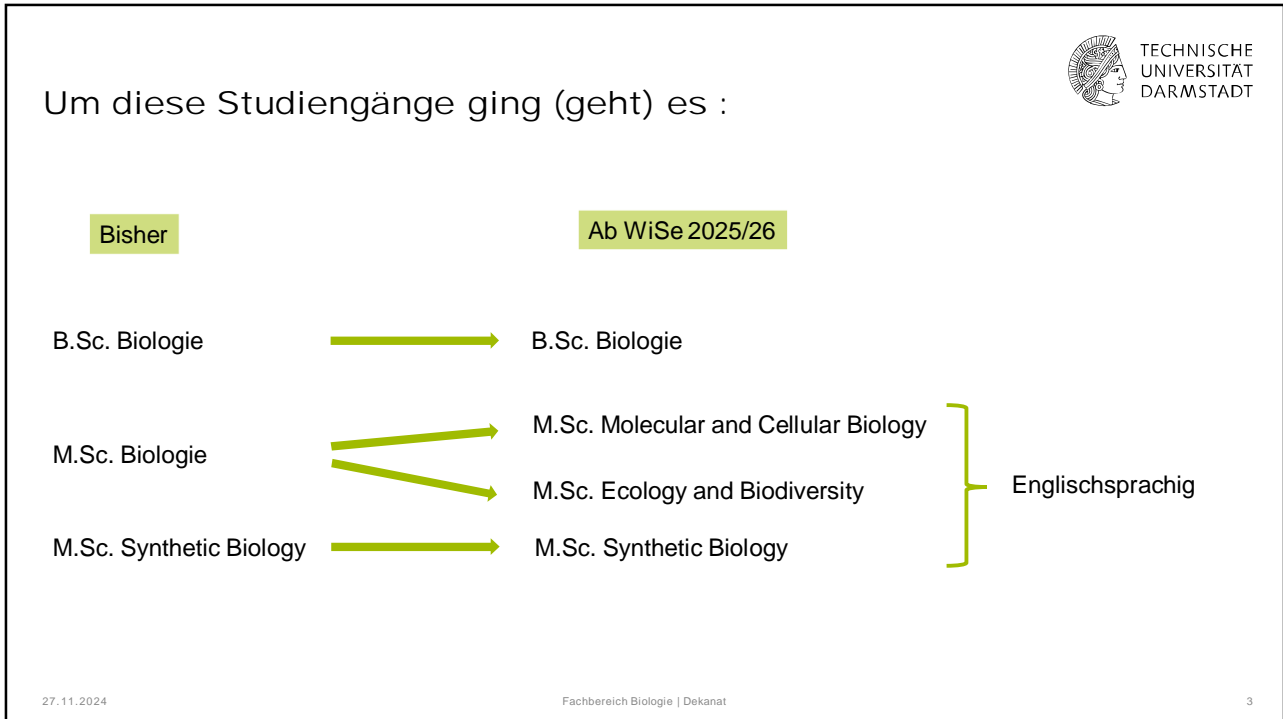 TECHNISCHE
UNIVERSITÄT
DARMSTADT
Um diese Studiengänge ging (geht) es :
Bisher
Ab WiSe 2025/26
B.Sc. Biologie
B.Sc. Biologie
M.Sc. Biologie
M.Sc. Molecular and Cellular Biology
M.Sc. Ecology and Biodiversity
Englischsprachig
M.Sc. Synthetic Biology
M.Sc. Synthetic Biology
27.11.2024
Fachbereich Biologie | Dekanat
3